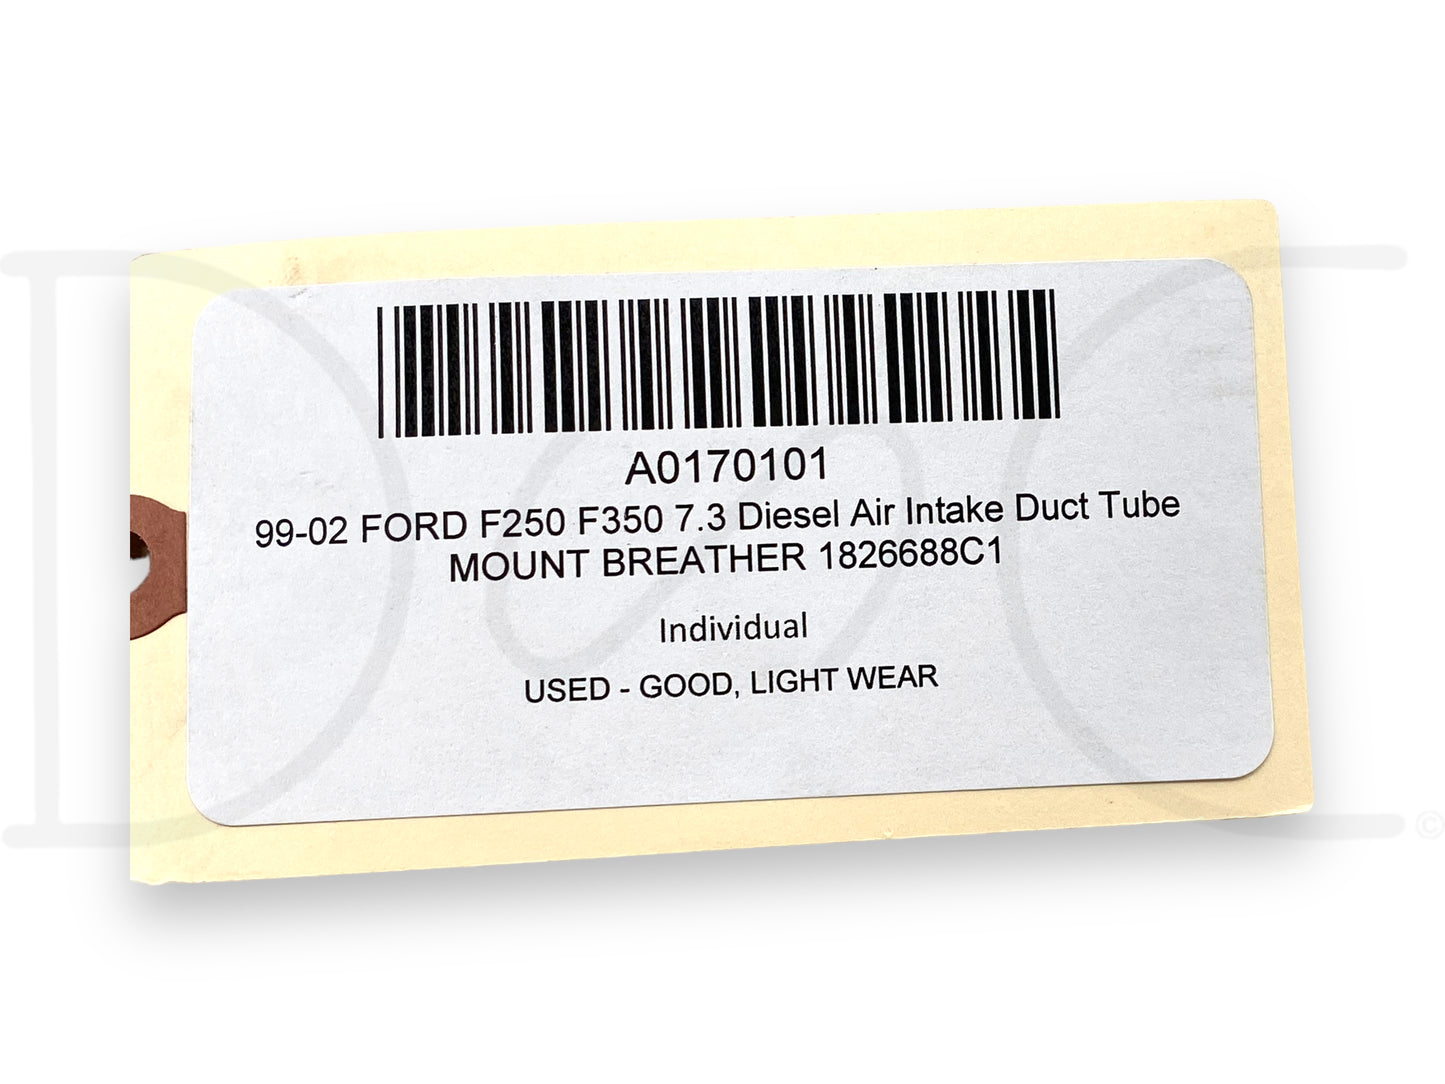 A0170101
99-02 FORD F250 F350 7.3 Diesel Air Intake Duct Tube
MOUNT BREATHER 1826688C1
Individual
USED - GOOD, LIGHT WEAR
©